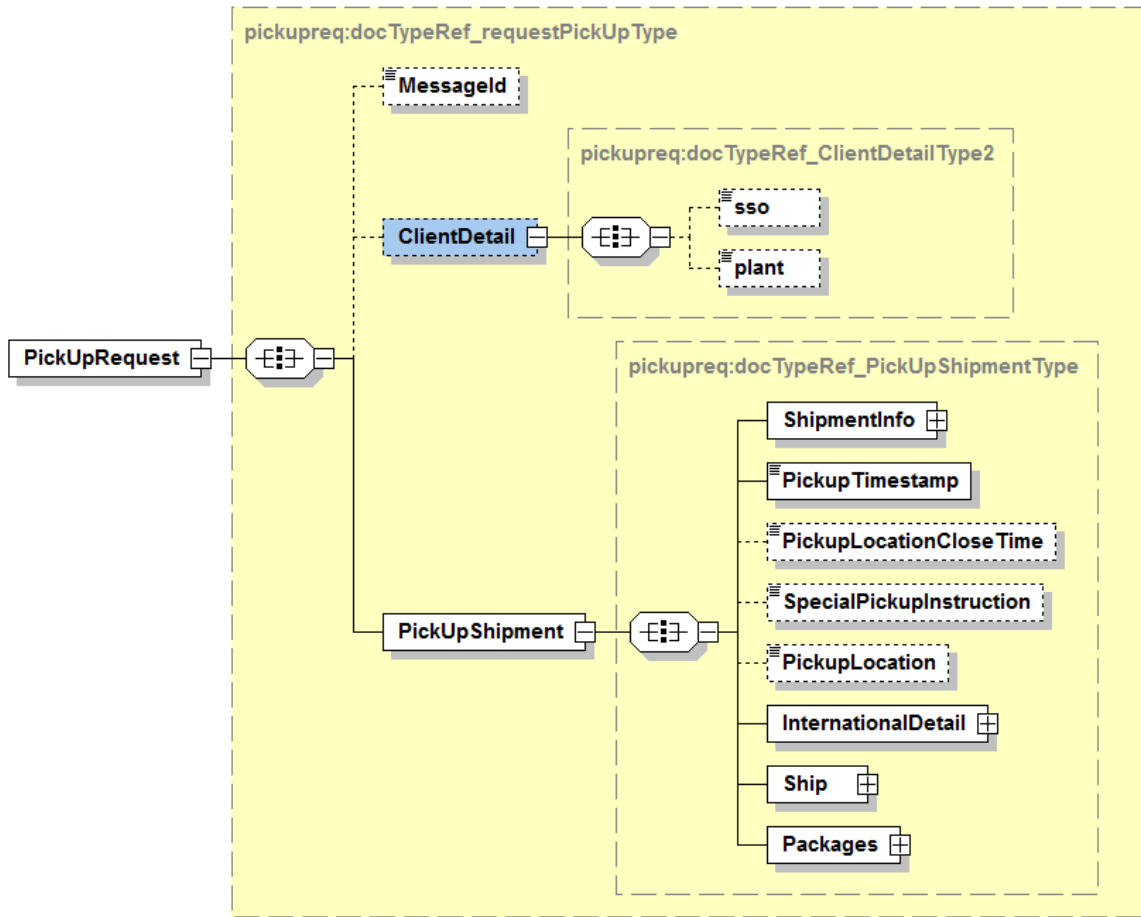 pickupreq:docTypeRef_requestPickUpType
MessageId
pickupreq:docTypeRef_ClientDetailType2
sso
ClientDetail
plant
PickUpRequest
pickupreq:docTypeRef_PickUpShipmentType
ShipmentInfo
PickupTimestamp
PickupLocationCloseTime
SpecialPickupInstruction
PickUpShipment
PickupLocation
InternationalDetail
Ship
Packages